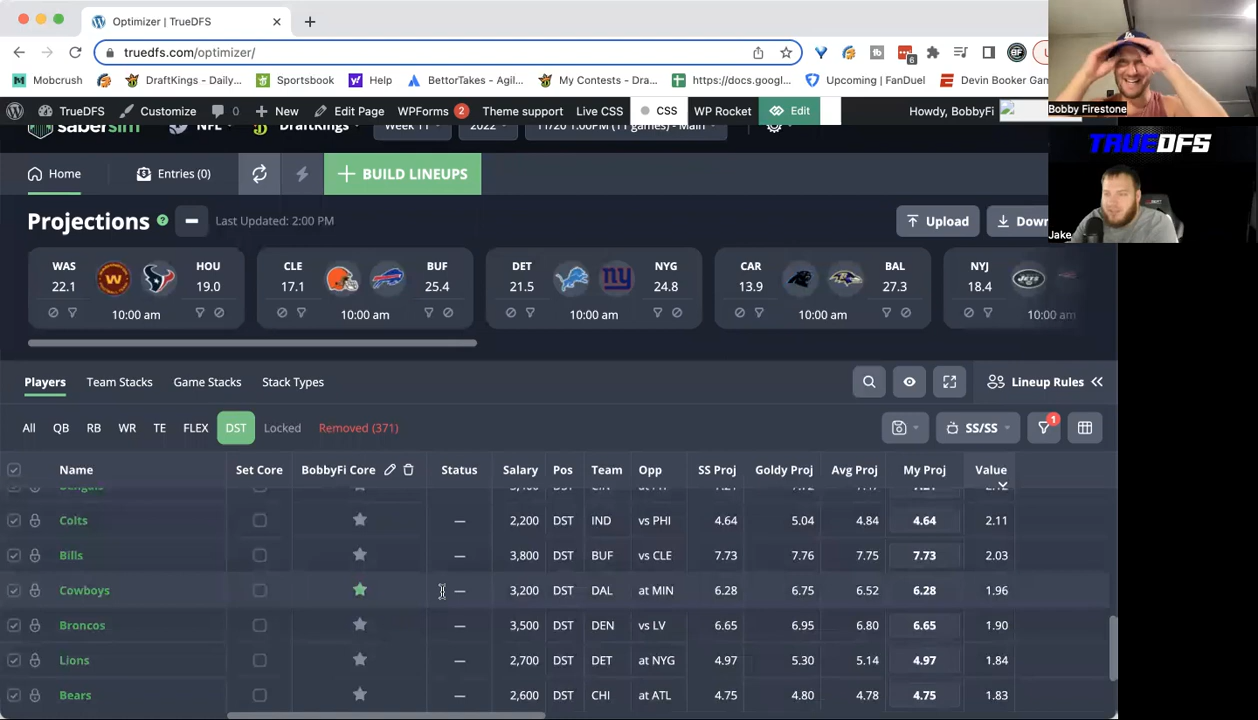 Optimizer | TrueDFS
truedfs.com/optimizer/
6
BF
Mobcrush
DraftKings - Daily...
Sportsbook
Help
BettorTakes - Agil...
My Contests - Dra...
https://docs.googl...
Upcoming | FanDuel
Devin Booker Gam
TrueDFS
Customize
0
New
Edit Page
WPForms 2
Theme support
Live CSS
CSS
WP Rocket
Edit
Howdy, BobbyFi
Bobby Firestone
TRUEDFS
Jake
sabersim
NFL
DraftKings
Week 11
2022
11/20 1:00PM (11 games) - Main
Home
Entries (0)
BUILD LINEUPS
Projections
Last Updated: 2:00 PM
Upload
Down
WAS 22.1 HOU 19.0 10:00 am
CLE 17.1 BUF 25.4 10:00 am
DET 21.5 NYG 24.8 10:00 am
CAR 13.9 BAL 27.3 10:00 am
NYJ 18.4 10:00 am
Players
Team Stacks
Game Stacks
Stack Types
Lineup Rules
All
QB
RB
WR
TE
FLEX
DST
Locked
Removed (371)
SS/SS
1
Name Set Core BobbyFi Core Status Salary Pos Team Opp SS Proj Goldy Proj Avg Proj My Proj Value
Colts — 2,200 DST IND vs PHI 4.64 5.04 4.84 4.64 2.11
Bills — 3,800 DST BUF vs CLE 7.73 7.76 7.75 7.73 2.03
Cowboys — 3,200 DST DAL at MIN 6.28 6.75 6.52 6.28 1.96
Broncos — 3,500 DST DEN vs LV 6.65 6.95 6.80 6.65 1.90
Lions — 2,700 DST DET at NYG 4.97 5.30 5.14 4.97 1.84
Bears — 2,600 DST CHI at ATL 4.75 4.80 4.78 4.75 1.83